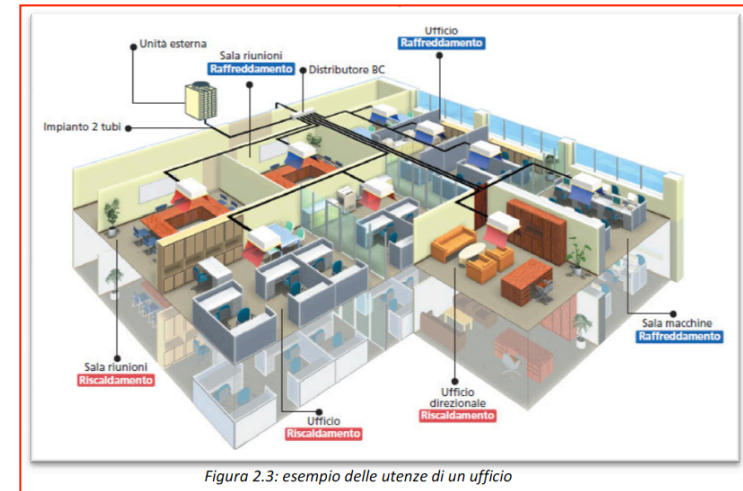 Unità esterna
Sala riunioni
Raffreddamento
Distributore BC
Ufficio
Raffreddamento
Impianto 2 tubi
Sala macchine
Raffreddamento
Sala riunioni
Riscaldamento
Ufficio
direzionale
Riscaldamento
Ufficio
Riscaldamento
Figura 2.3: esempio delle utenze di un ufficio